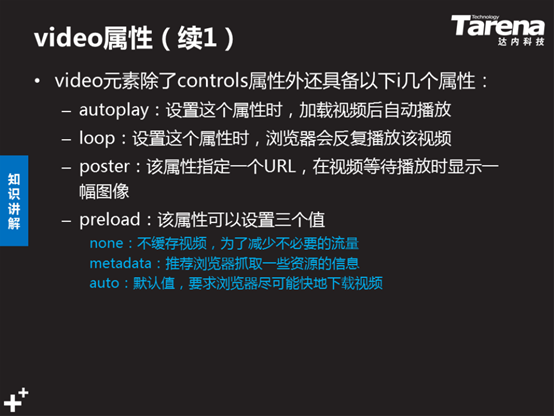 video属性（续1）
Technology
Tarena
达内科技
• video元素除了controls属性外还具备以下i几个属性：
– autoplay：设置这个属性时，加载视频后自动播放
– loop：设置这个属性时，浏览器会反复播放该视频
– poster：该属性指定一个URL，在视频等待播放时显示一
幅图像
– preload：该属性可以设置三个值
none：不缓存视频，为了减少不必要的流量
metadata：推荐浏览器抓取一些资源的信息
auto：默认值，要求浏览器尽可能快地下载视频
知识讲解